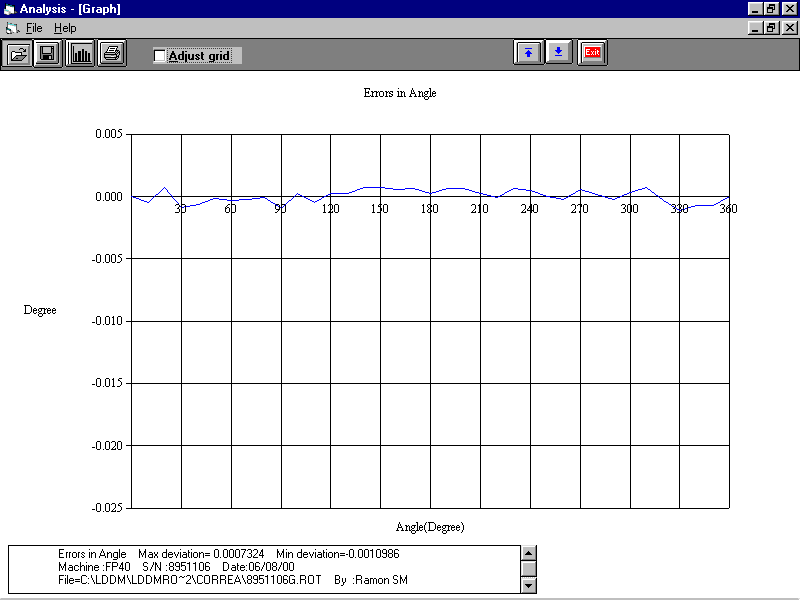 Analysis - [Graph]
File Help
Adjust grid Exit
Errors in Angle
0.005
0.000
30 60 90 120 150 180 210 240 270 300 330 360
-0.005
Degree
-0.010
-0.015
-0.020
-0.025
Angle(Degree)
Errors in Angle Max deviation= 0.0007324 Min deviation=-0.0010986
Machine :FP40 S/N :8951106 Date:06/08/00
File=C:\LDDM\LDDMRO~2\CORREA\8951106G.ROT By :Ramon SM